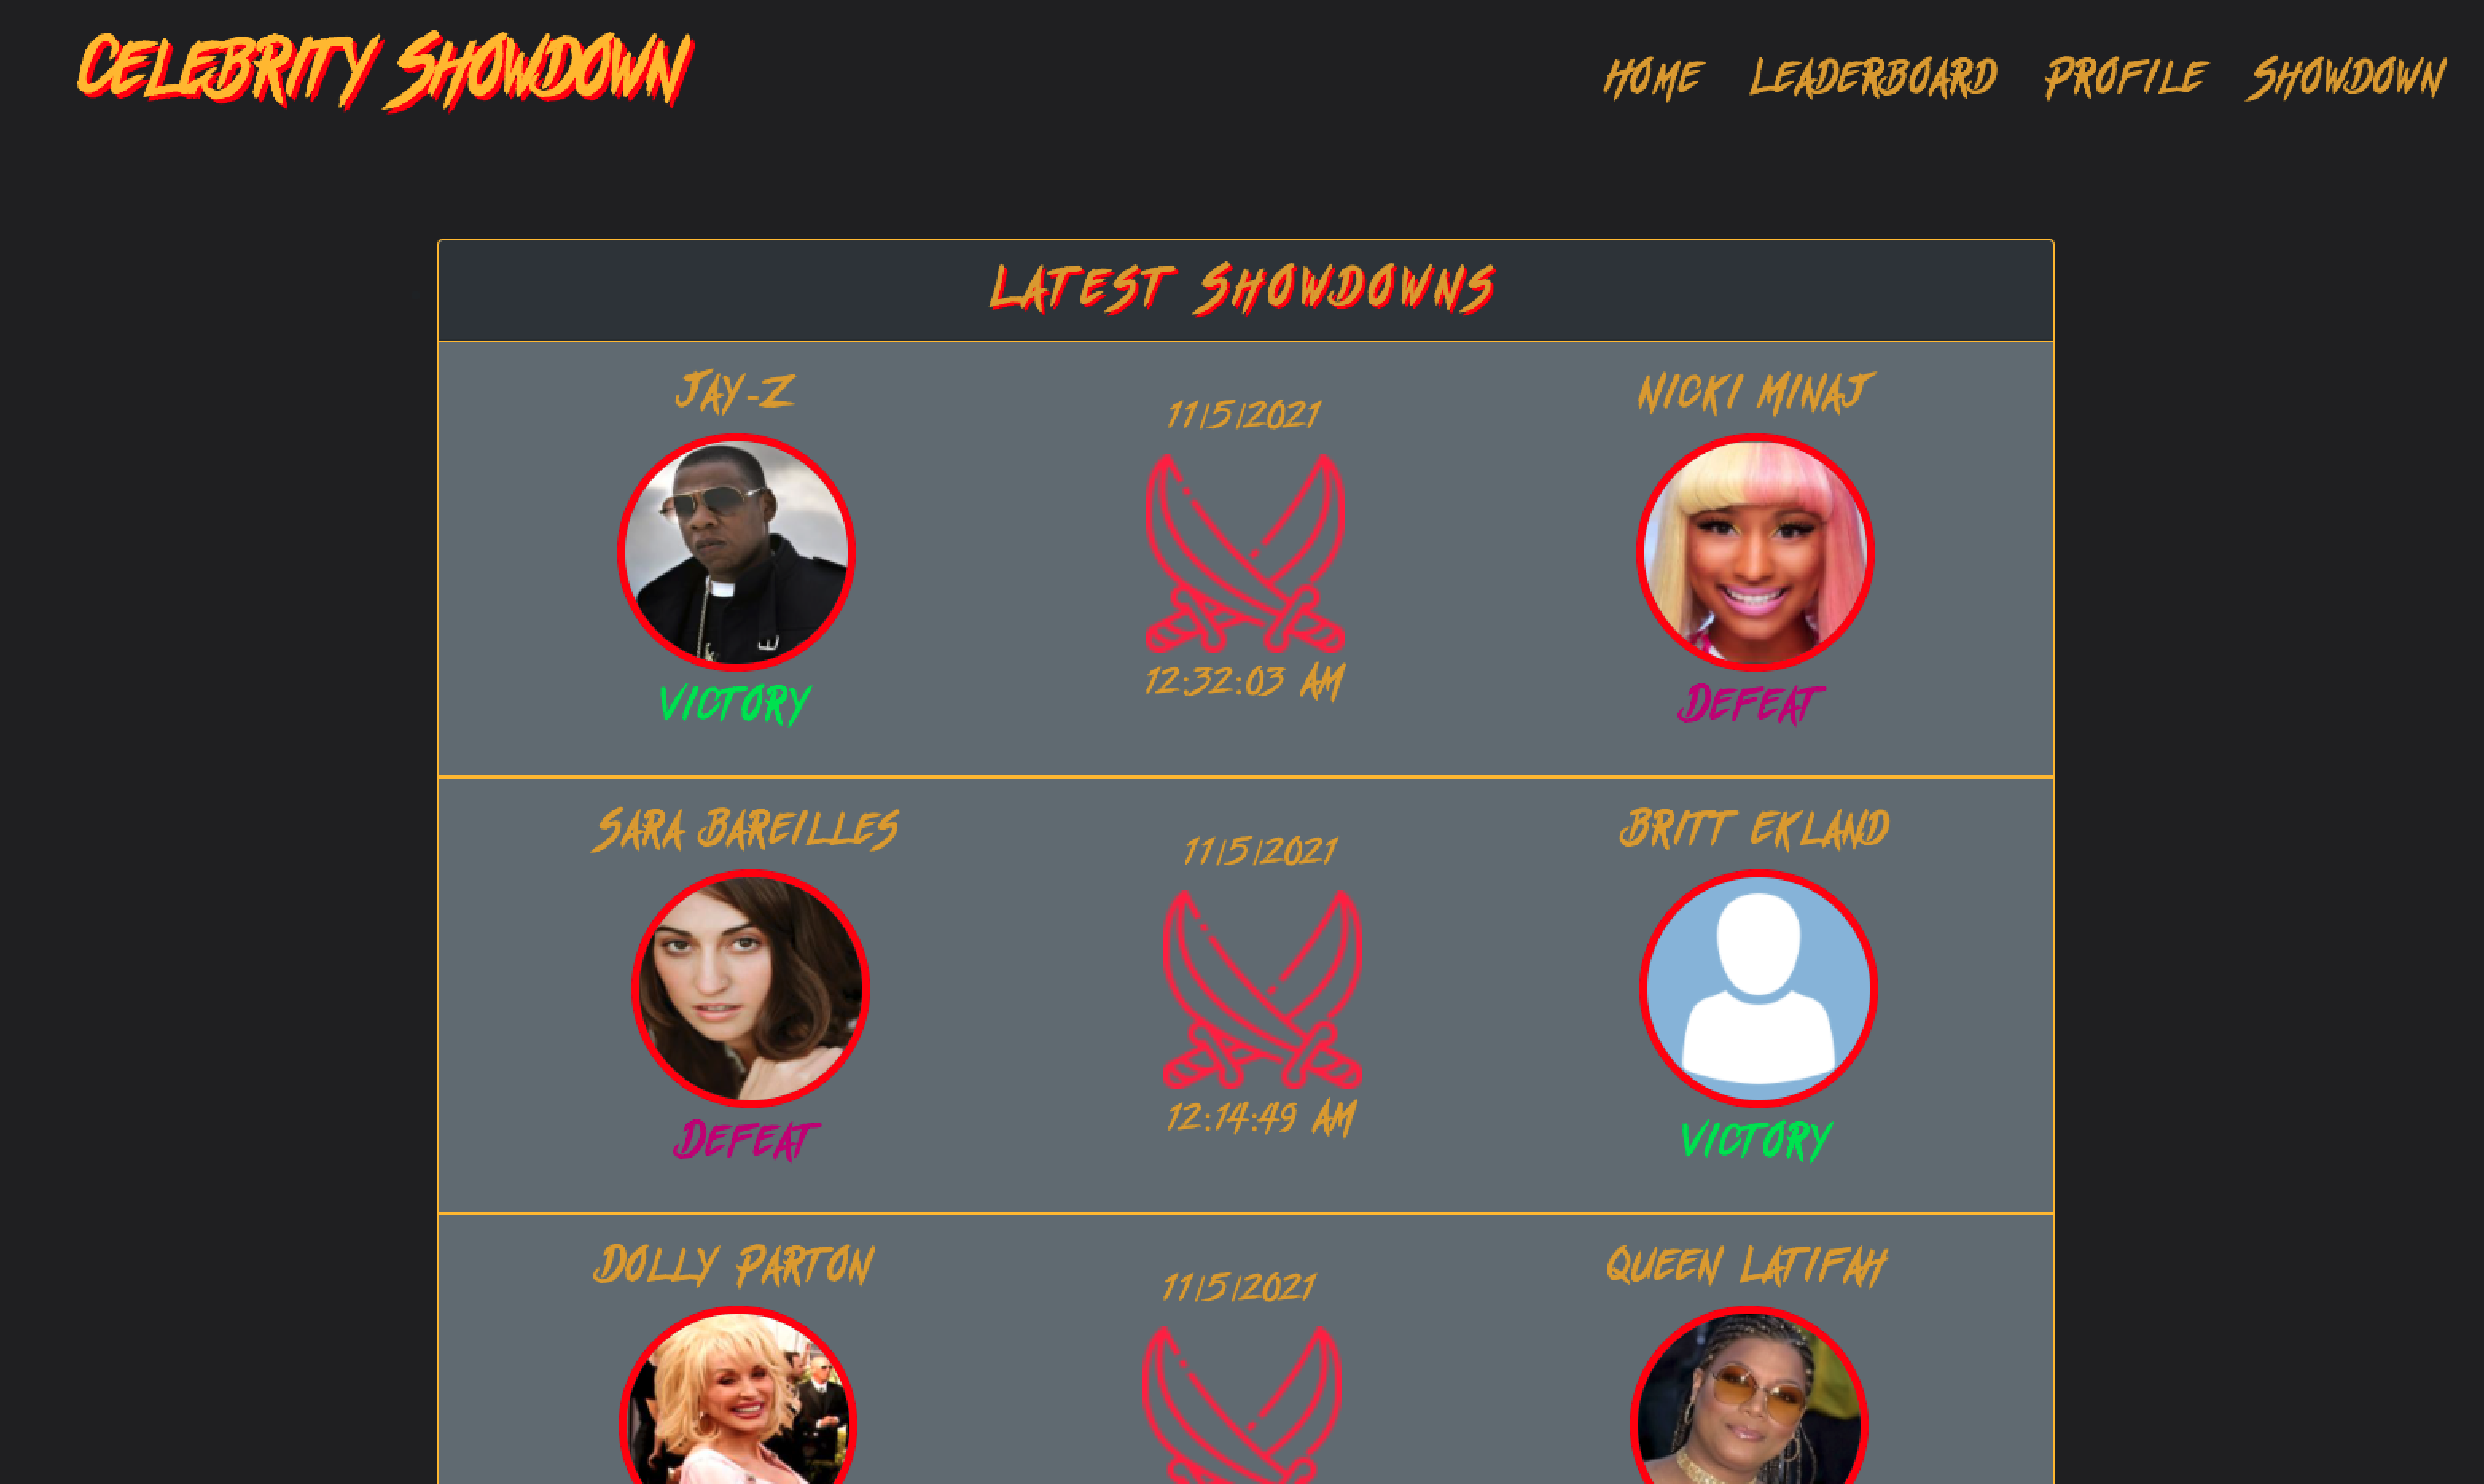 Celebrity Showdown
Home Leaderboard Profile Showdown
Latest Showdowns
Jay-Z
11/5/2021
Nicki Minaj
12:32:03 AM
Victory
Defeat
Sara Bareilles
11/5/2021
Britt Ekland
12:14:49 AM
Defeat
Victory
Dolly Parton
11/5/2021
Queen Latifah